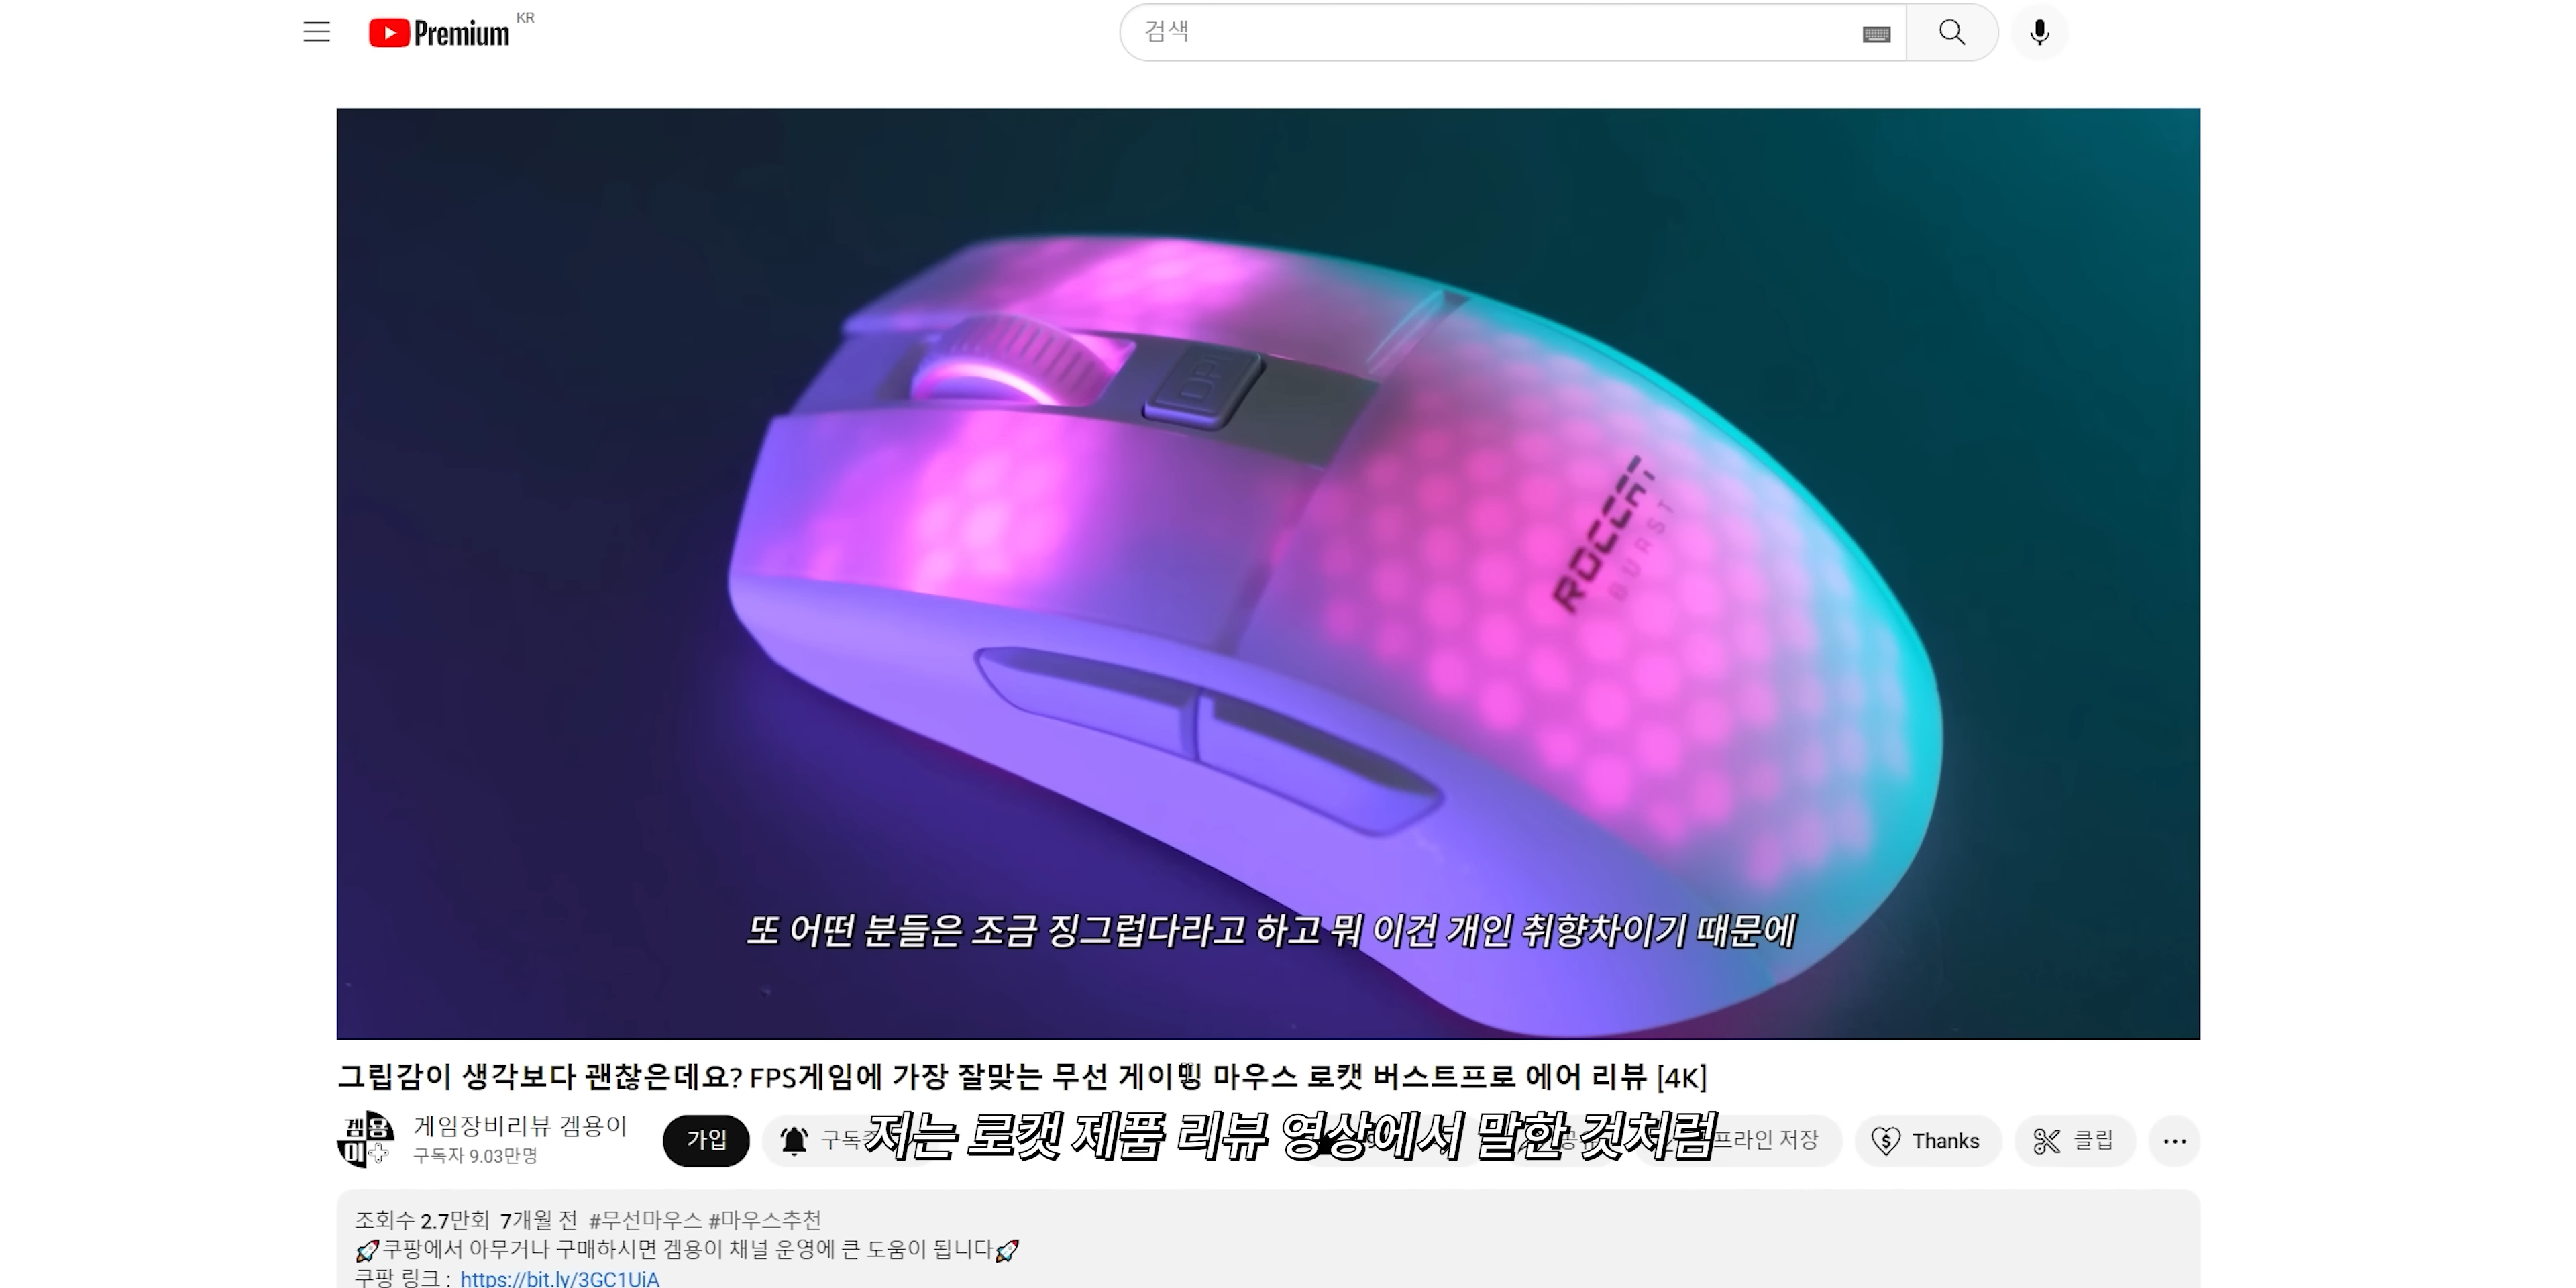 Premium KR
검색
DPI
ROCCAT
BURST
또 어떤 분들은 조금 징그럽다라고 하고 뭐 이건 개인 취향차이기 때문에
그립감이 생각보다 괜찮은데요? FPS게임에 가장 잘맞는 무선 게이밍 마우스 로캣 버스트프로 에어 리뷰 [4K]
겜용이
게임장비리뷰 겜용이
구독자 9.03만명
가입
저는 로캣 제품 리뷰 영상에서 말한 것처럼
Thanks
클립
조회수 2.7만회 7개월 전 #무선마우스 #마우스추천
🚀쿠팡에서 아무거나 구매하시면 겜용이 채널 운영에 큰 도움이 됩니다🚀
쿠팡 링크 : https://bit.ly/3GC1UiA